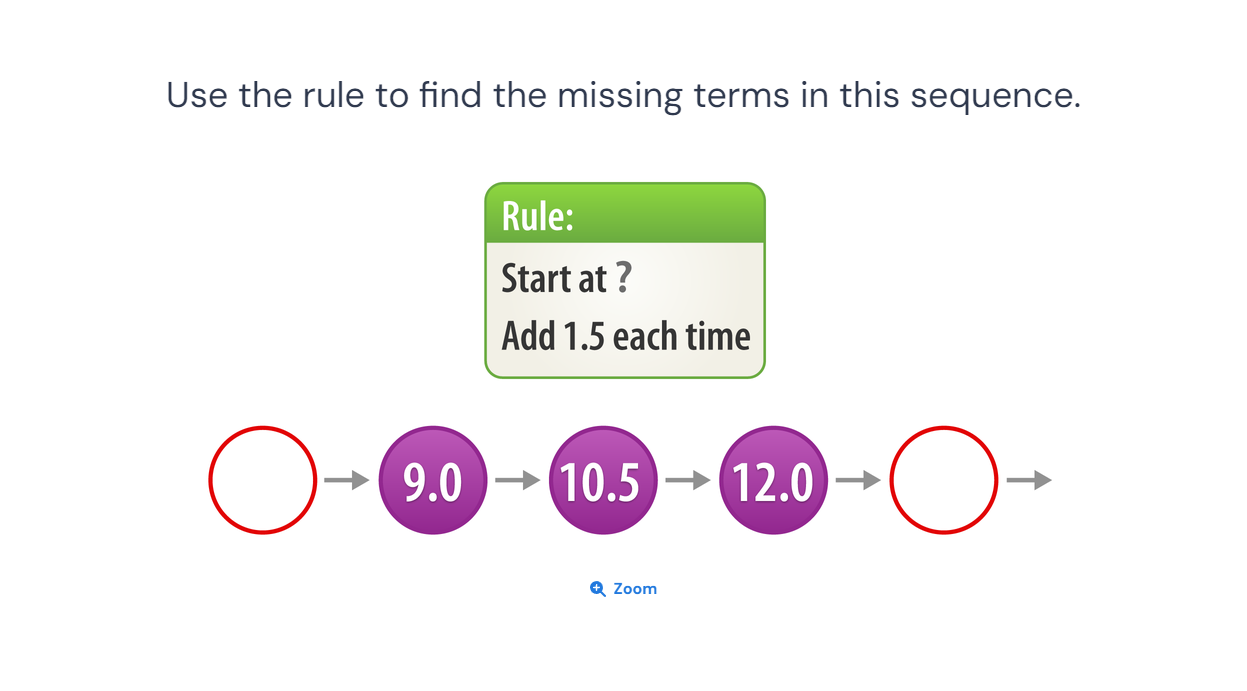 Use the rule to find the missing terms in this sequence.
Rule:
Start at ?
Add 1.5 each time
9.0 10.5 12.0
Zoom